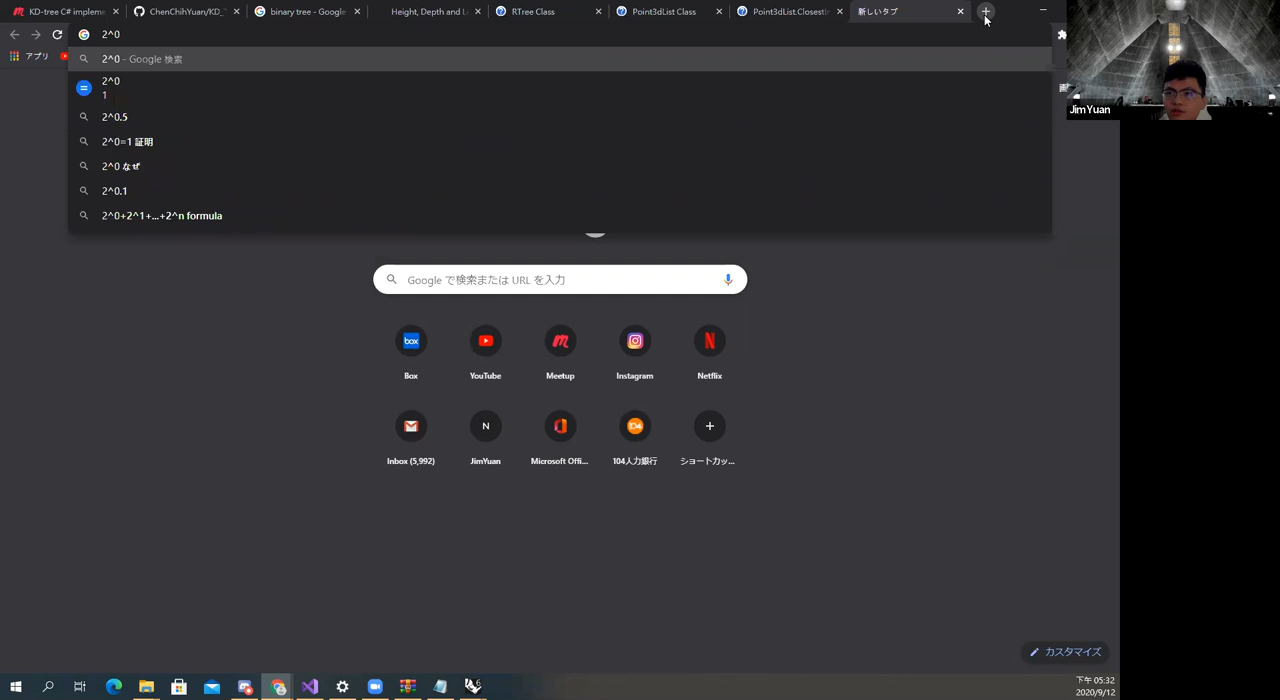 KD-tree C# impleme
ChenChihYuan/KD_T
binary tree - Google
Height, Depth and L
RTree Class
Point3dList Class
Point3dList.ClosestIn
新しいタブ
2^0
アプリ
2^0 - Google 検索
2^0
1
2^0.5
2^0=1 証明
2^0 なぜ
2^0.1
2^0+2^1+...+2^n formula
JimYuan
Google で検索または URL を入力
box
Box
YouTube
Meetup
Instagram
Netflix
N
104
Inbox (5,992)
JimYuan
Microsoft Offi...
104人力銀行
ショートカッ...
カスタマイズ
下午 05:32
2020/9/12